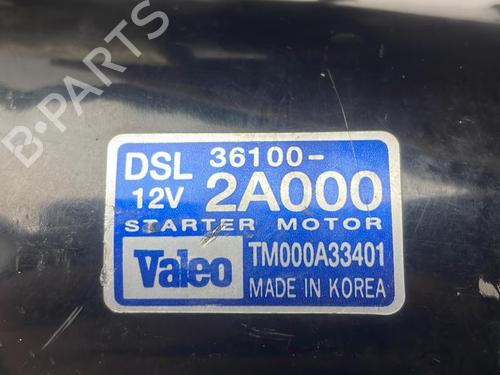 B-PARTS
DSL 36100-
12V 2A000
STARTER MOTOR
Valeo TM000A33401
MADE IN KOREA